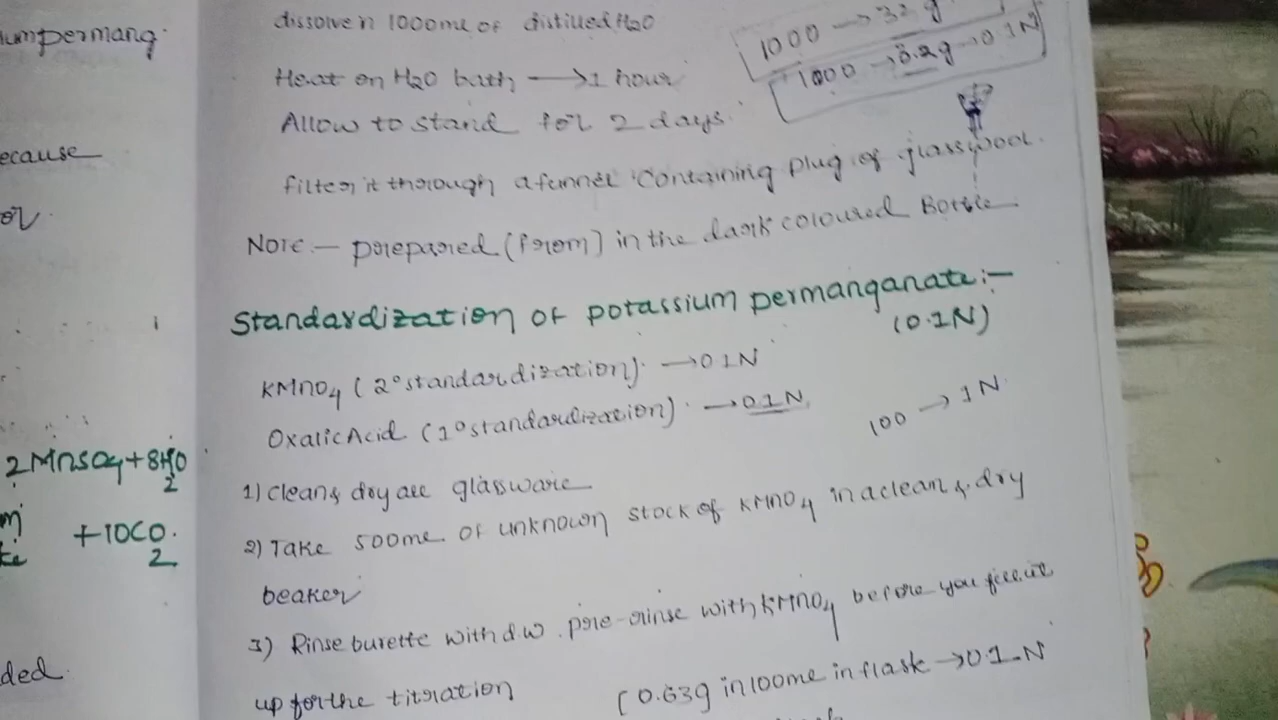 dissolve n 1000ml of distilled H2O
1000 → 32 g
1000 → 3.2g → 0.1N
Heat on H2O bath → 1 hour
Allow to stand for 2 days.
filter it thorough a funnel containing plug of glasswool.
Note:- prepared (from) in the dark coloured Bottle.
Standardization of potassium permanganate:-
(0.1N)
KMnO4 (2° standardization). → 0.1N
Oxalic Acid (1° standardization). → 0.1N
100 → 1N
1) clean & dry all glassware
2) Take 500ml of unknown stock of KMnO4 in a clean & dry
beaker
3) Rinse burette with d w. pre-rinse with KMnO4 before you fill it
up for the titration
(0.63g in 100ml in flask → 0.1-N
umpermang.
ecause
or.
2MnSO4+8H2O
+10CO2.
ded.